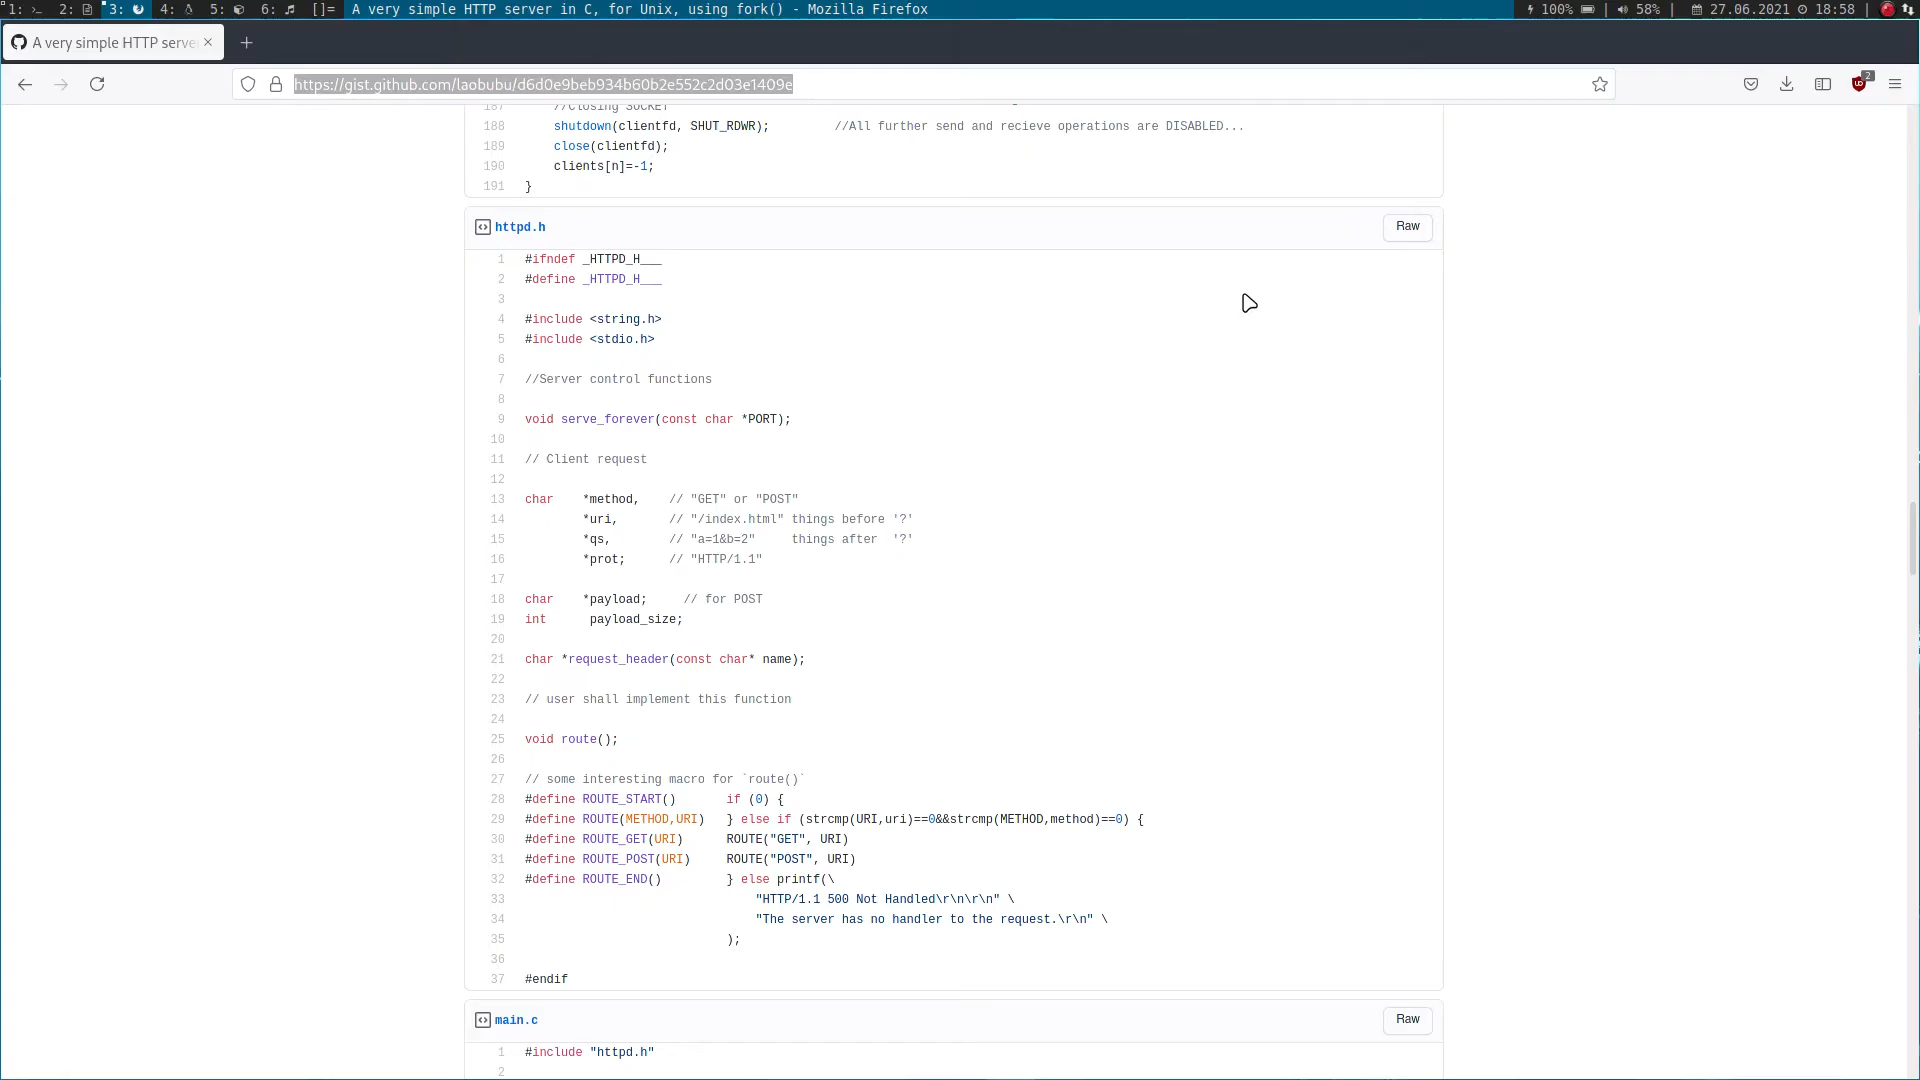 1: 2: 3: 4: 5: 6: []= A very simple HTTP server in C, for Unix, using fork() - Mozilla Firefox 100% | 58% | 27.06.2021 18:58 |
A very simple HTTP serve
https://gist.github.com/laobubu/d6d0e9beb934b60b2e552c2d03e1409e 2
187 //Closing SOCKET
188 shutdown(clientfd, SHUT_RDWR); //All further send and recieve operations are DISABLED...
189 close(clientfd);
190 clients[n]=-1;
191 }
httpd.h Raw
1 #ifndef _HTTPD_H___
2 #define _HTTPD_H___
3
4 #include <string.h>
5 #include <stdio.h>
6
7 //Server control functions
8
9 void serve_forever(const char *PORT);
10
11 // Client request
12
13 char *method, // "GET" or "POST"
14 *uri, // "/index.html" things before '?'
15 *qs, // "a=1&b=2" things after '?'
16 *prot; // "HTTP/1.1"
17
18 char *payload; // for POST
19 int payload_size;
20
21 char *request_header(const char* name);
22
23 // user shall implement this function
24
25 void route();
26
27 // some interesting macro for `route()`
28 #define ROUTE_START() if (0) {
29 #define ROUTE(METHOD,URI) } else if (strcmp(URI,uri)==0&&strcmp(METHOD,method)==0) {
30 #define ROUTE_GET(URI) ROUTE("GET", URI)
31 #define ROUTE_POST(URI) ROUTE("POST", URI)
32 #define ROUTE_END() } else printf(\
33 "HTTP/1.1 500 Not Handled\r\n\r\n" \
34 "The server has no handler to the request.\r\n" \
35 );
36
37 #endif
main.c Raw
1 #include "httpd.h"
2